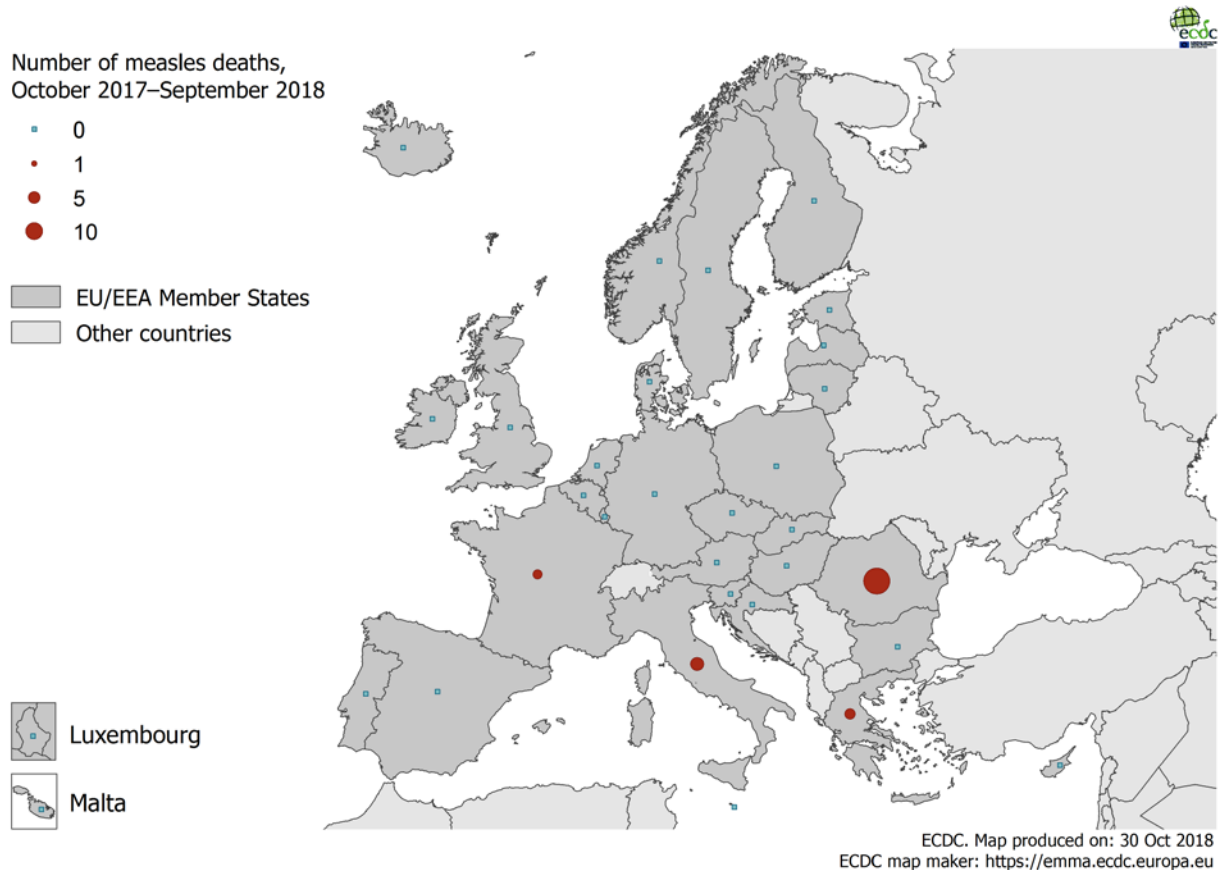 ecdc
Number of measles deaths,
October 2017–September 2018
0
1
5
10
EU/EEA Member States
Other countries
Luxembourg
Malta
ECDC. Map produced on: 30 Oct 2018
ECDC map maker: https://emma.ecdc.europa.eu